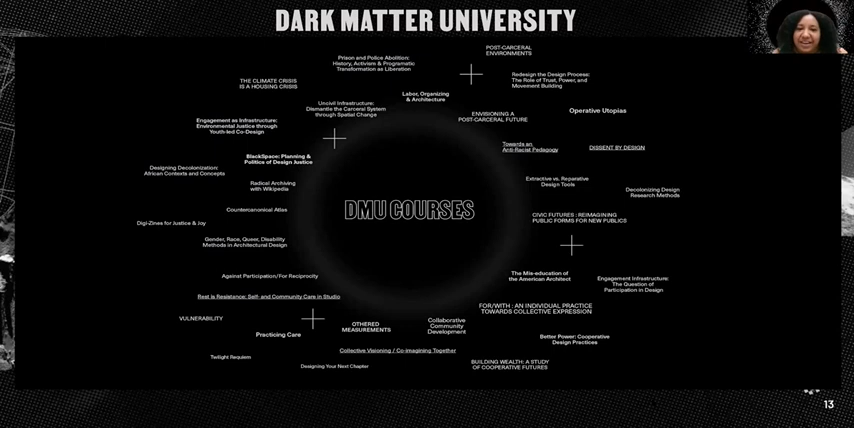 DARK MATTER UNIVERSITY
POST-CARCERAL
ENVIRONMENTS
Prison and Police Abolition:
History, Activism & Programatic
Transformation as Liberation
Redesign the Design Process:
The Role of Trust, Power, and
Movement Building
THE CLIMATE CRISIS
IS A HOUSING CRISIS
Labor, Organizing
& Architecture
Uncivil Infrastructure:
Dismantle the Carceral System
through Spatial Change
Operative Utopias
ENVISIONING A
POST-CARCERAL FUTURE
Engagement as Infrastructure:
Environmental Justice through
Youth-led Co-Design
Towards an
Anti-Racist Pedagogy
DISSENT BY DESIGN
BlackSpace: Planning &
Politics of Design Justice
Designing Decolonization:
African Contexts and Concepts
Extractive vs. Reparative
Design Tools
Radical Archiving
with Wikipedia
Decolonizing Design
Research Methods
DMU COURSES
Countercanonical Atlas
CIVIC FUTURES : REIMAGINING
PUBLIC FORMS FOR NEW PUBLICS
Digi-Zines for Justice & Joy
Gender, Race, Queer, Disability
Methods in Architectural Design
Against Participation/For Reciprocity
The Mis-education of
the American Architect
Engagement Infrastructure:
The Question of
Participation in Design
Rest is Resistance: Self- and Community Care in Studio
FOR/WITH : AN INDIVIDUAL PRACTICE
TOWARDS COLLECTIVE EXPRESSION
VULNERABILITY
OTHERED
MEASUREMENTS
Collaborative
Community
Development
Practicing Care
Better Power: Cooperative
Design Practices
Collective Visioning / Co-imagining Together
Twilight Requiem
Designing Your Next Chapter
BUILDING WEALTH: A STUDY
OF COOPERATIVE FUTURES
13